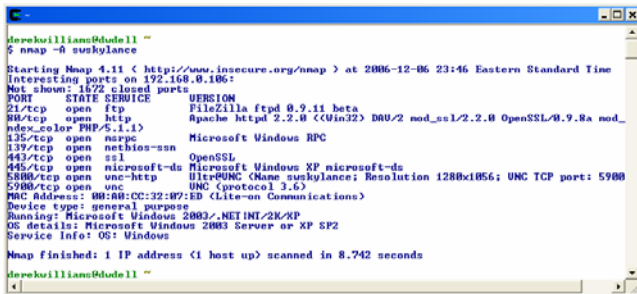 derekwilliams@dwdell ~
$ nmap -A swskylance
Starting Nmap 4.11 ( http://www.insecure.org/nmap ) at 2006-12-06 23:46 Eastern Standard Time
Interesting ports on 192.168.0.106:
Not shown: 1672 closed ports
PORT STATE SERVICE VERSION
21/tcp open ftp FileZilla ftpd 0.9.11 beta
80/tcp open http Apache httpd 2.2.0 ((Win32) DAV/2 mod_ssl/2.2.0 OpenSSL/0.9.8a mod_
ndex_color PHP/5.1.1)
135/tcp open msrpc Microsoft Windows RPC
139/tcp open netbios-ssn
443/tcp open ssl OpenSSL
445/tcp open microsoft-ds Microsoft Windows XP microsoft-ds
5800/tcp open vnc-http Ultr@VNC (Name swskylance; Resolution 1280x1056; VNC TCP port: 5900
5900/tcp open vnc VNC (protocol 3.6)
MAC Address: 00:A0:CC:32:07:ED (Lite-on Communications)
Device type: general purpose
Running: Microsoft Windows 2003/.NET|NT/2K/XP
OS details: Microsoft Windows 2003 Server or XP SP2
Service Info: OS: Windows
Nmap finished: 1 IP address (1 host up) scanned in 8.742 seconds
derekwilliams@dwdell ~